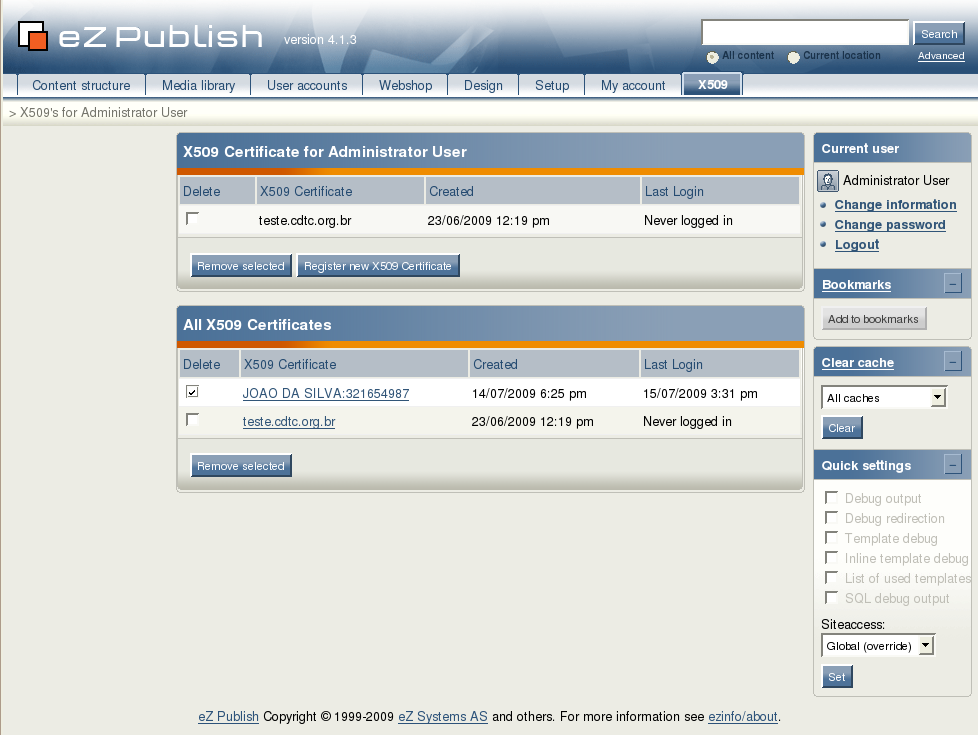 eZ Publish version 4.1.3
Search
All content Current location Advanced
Content structure Media library User accounts Webshop Design Setup My account X509
> X509's for Administrator User
X509 Certificate for Administrator User
Delete X509 Certificate Created Last Login
teste.cdtc.org.br 23/06/2009 12:19 pm Never logged in
Remove selected Register new X509 Certificate
All X509 Certificates
Delete X509 Certificate Created Last Login
JOAO DA SILVA:321654987 14/07/2009 6:25 pm 15/07/2009 3:31 pm
teste.cdtc.org.br 23/06/2009 12:19 pm Never logged in
Remove selected
Current user
Administrator User
Change information
Change password
Logout
Bookmarks
Add to bookmarks
Clear cache
All caches
Clear
Quick settings
Debug output
Debug redirection
Template debug
Inline template debug
List of used templates
SQL debug output
Siteaccess:
Global (override)
Set
eZ Publish Copyright © 1999-2009 eZ Systems AS and others. For more information see ezinfo/about.